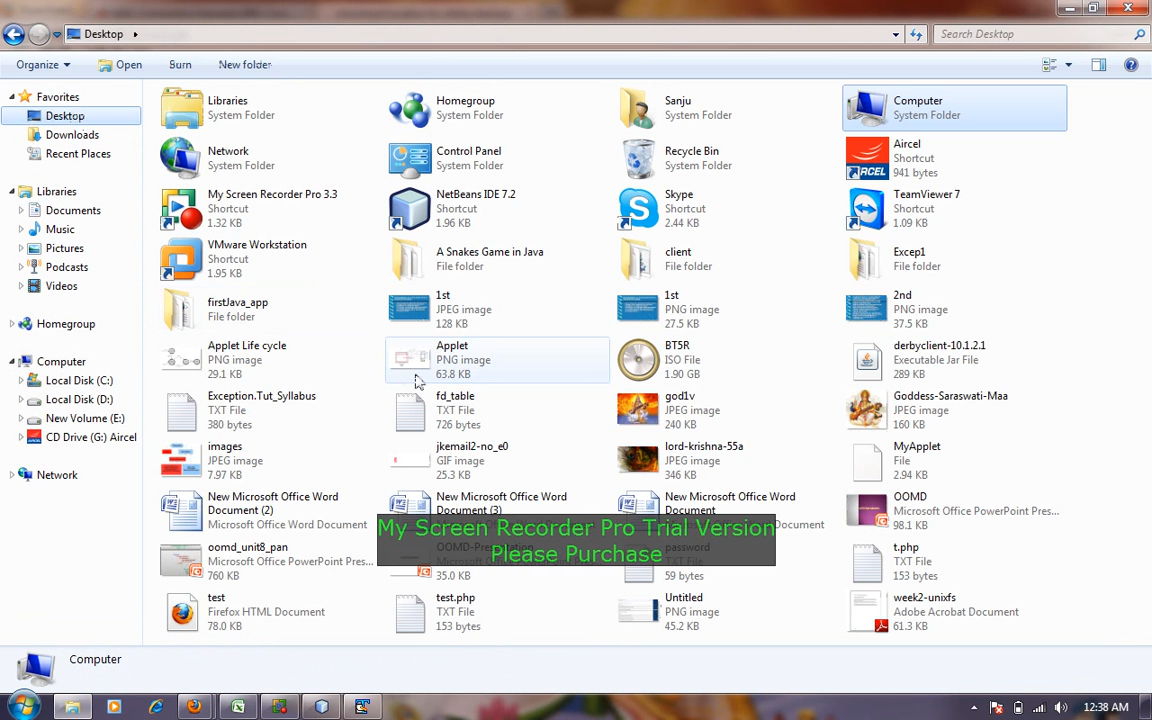 Desktop
Search Desktop
Organize
Open
Burn
New folder
Favorites
Desktop
Downloads
Recent Places
Libraries
Documents
Music
Pictures
Podcasts
Videos
Homegroup
Computer
Local Disk (C:)
Local Disk (D:)
New Volume (E:)
CD Drive (G:) Aircel
Network
Libraries
System Folder
Homegroup
System Folder
Sanju
System Folder
Computer
System Folder
Network
System Folder
Control Panel
System Folder
Recycle Bin
System Folder
Aircel
Shortcut
941 bytes
My Screen Recorder Pro 3.3
Shortcut
1.32 KB
NetBeans IDE 7.2
Shortcut
1.96 KB
Skype
Shortcut
2.44 KB
TeamViewer 7
Shortcut
1.09 KB
VMware Workstation
Shortcut
1.95 KB
A Snakes Game in Java
File folder
client
File folder
Excep1
File folder
firstJava_app
File folder
1st
JPEG image
128 KB
1st
PNG image
27.5 KB
2nd
PNG image
37.5 KB
Applet Life cycle
PNG image
29.1 KB
Applet
PNG image
63.8 KB
BT5R
ISO File
1.90 GB
derbyclient-10.1.2.1
Executable Jar File
289 KB
Exception.Tut_Syllabus
TXT File
380 bytes
fd_table
TXT File
726 bytes
god1v
JPEG image
240 KB
Goddess-Saraswati-Maa
JPEG image
160 KB
images
JPEG image
7.97 KB
jkemail2-no_e0
GIF image
25.3 KB
lord-krishna-55a
JPEG image
346 KB
MyApplet
File
2.94 KB
New Microsoft Office Word
Document (2)
Microsoft Office Word Document
New Microsoft Office Word
Document (3)
New Microsoft Office Word
Document
OOMD
Microsoft Office PowerPoint Pres...
98.1 KB
My Screen Recorder Pro Trial Version
Please Purchase
oomd_unit8_pan
Microsoft Office PowerPoint Pres...
760 KB
OOMD-Presentation
35.0 KB
password
59 bytes
t.php
TXT File
153 bytes
test
Firefox HTML Document
78.0 KB
test.php
TXT File
153 bytes
Untitled
PNG image
45.2 KB
week2-unixfs
Adobe Acrobat Document
61.3 KB
Computer
12:38 AM